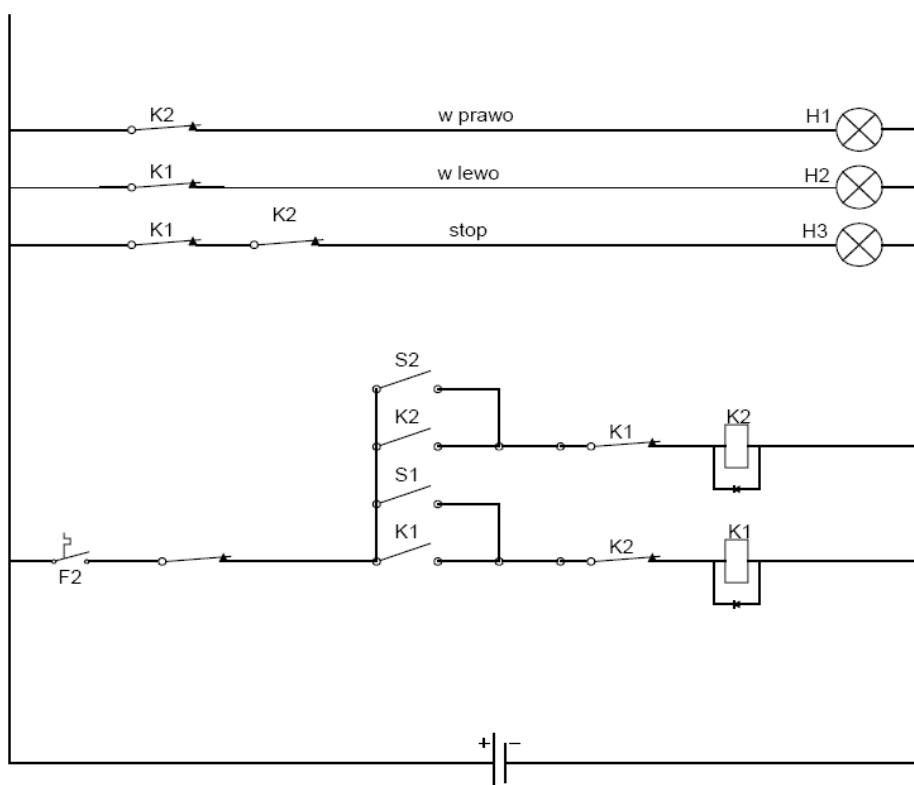 K2 w prawo H1
K1 w lewo H2
K1 K2 stop H3
S2
K2 K1 K2
S1
K1 K2 K1
F2
+ −